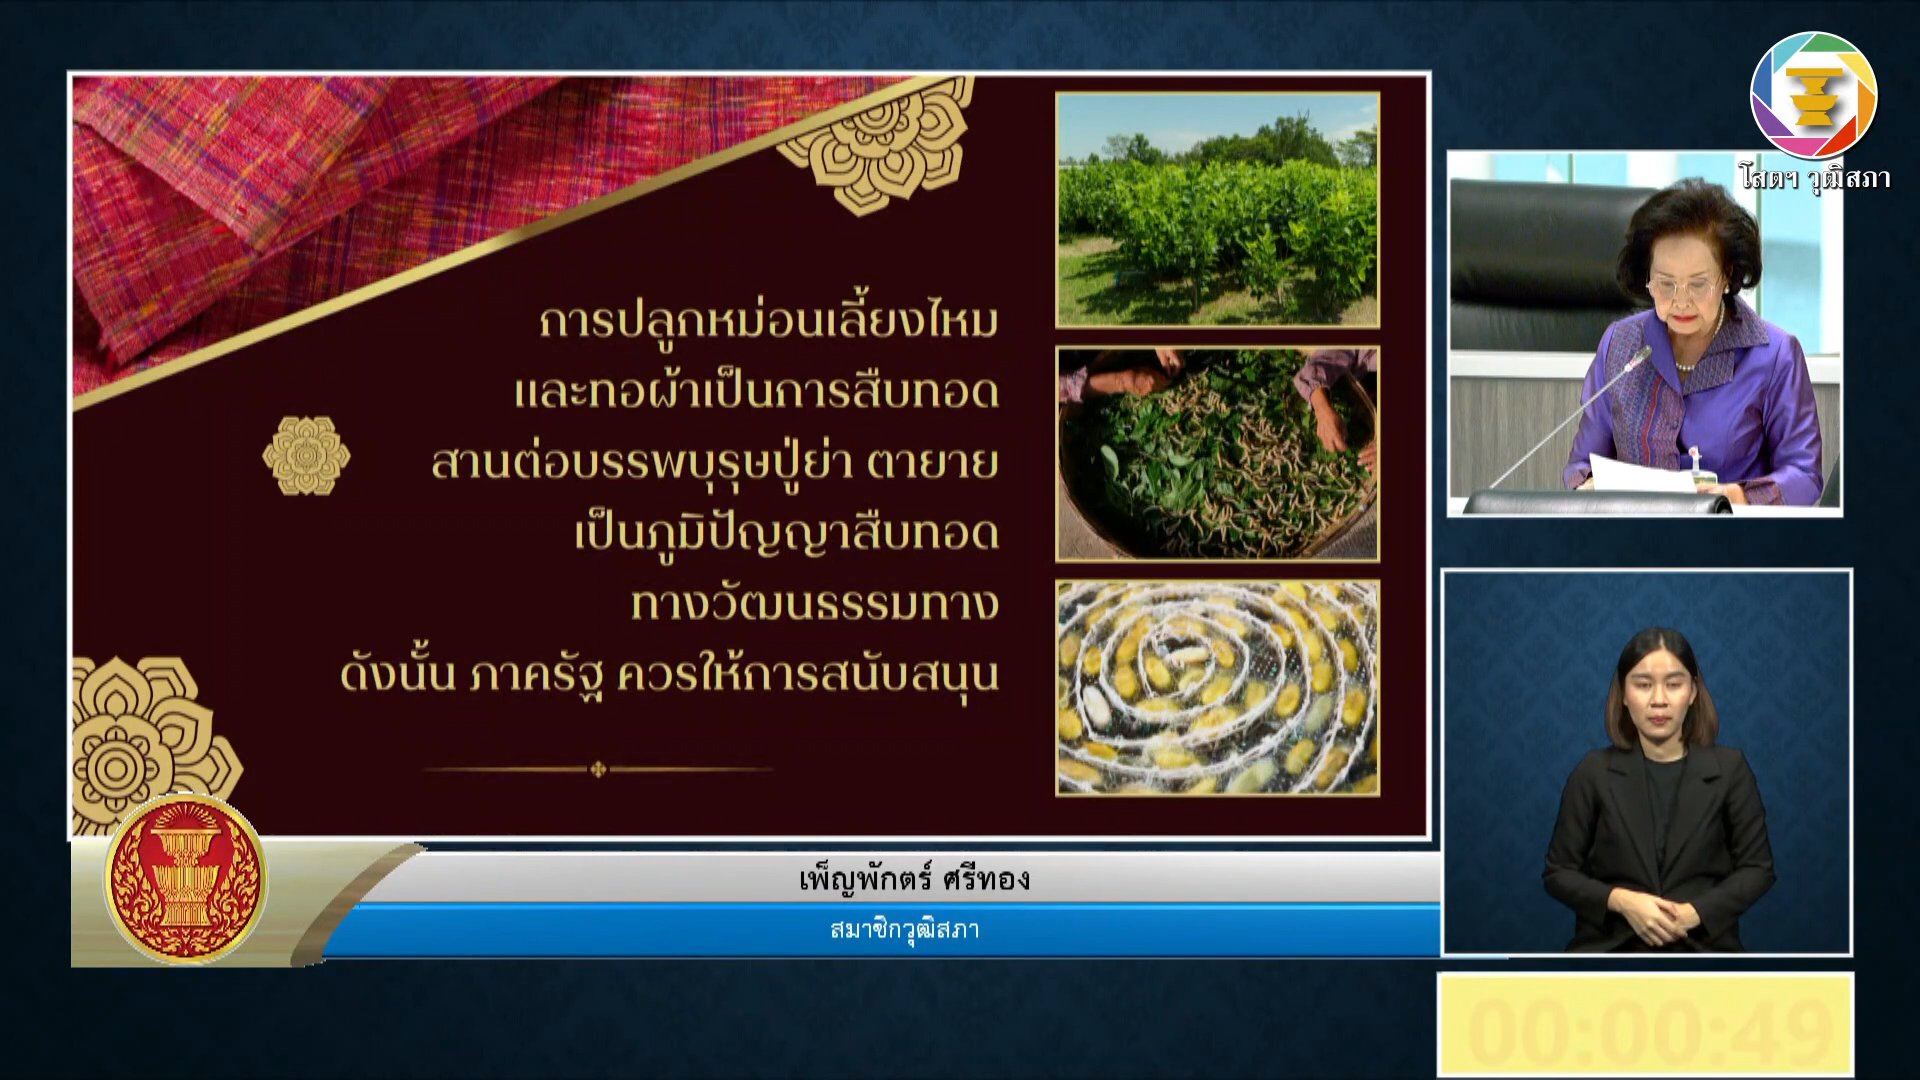 โสตฯ วุฒิสภา
การปลูกหม่อนเลี้ยงไหม
และทอผ้าเป็นการสืบทอด
สานต่อบรรพบุรุษปู่ย่า ตายาย
เป็นภูมิปัญญาสืบทอด
ทางวัฒนธรรมทาง
ดังนั้น ภาครัฐ ควรให้การสนับสนุน
เพ็ญพักตร์ ศรีทอง
สมาชิกวุฒิสภา
00:00:49